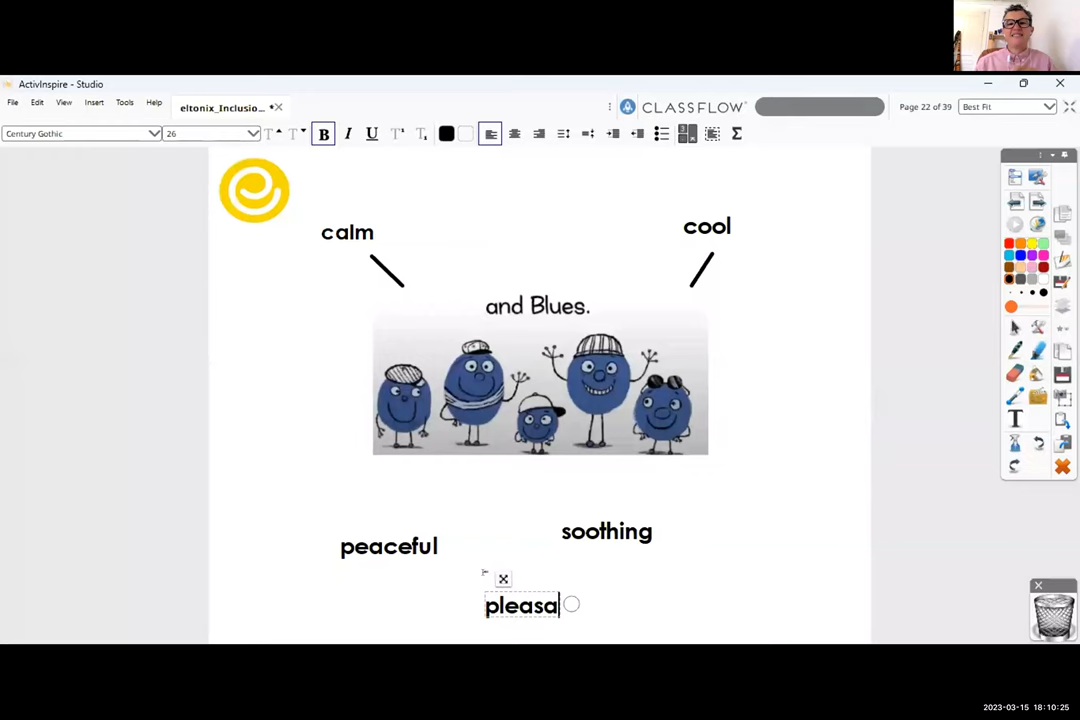 ActivInspire - Studio
File Edit View Insert Tools Help
eltonix_Inclusio... *
CLASSFLOW
Page 22 of 39
Best Fit
Century Gothic
26
B I U T T
calm
cool
and Blues.
peaceful
soothing
pleasa
T
2023-03-15 18:10:25